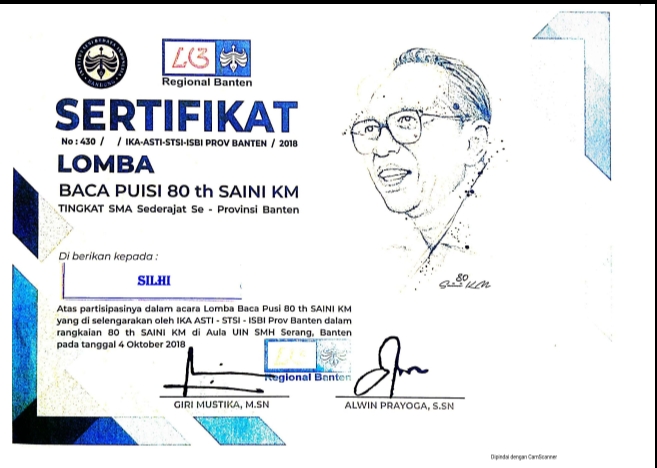 Regional Banten
SERTIFIKAT
No : 430 / / IKA-ASTI-STSI-ISBI PROV BANTEN / 2018
LOMBA
BACA PUISI 80 th SAINI KM
TINGKAT SMA Sederajat Se - Provinsi Banten
Di berikan kepada :
SILHI
Atas partisipasinya dalam acara Lomba Baca Pusi 80 th SAINI KM
yang di selengarakan oleh IKA ASTI - STSI - ISBI Prov Banten dalam
rangkaian 80 th SAINI KM di Aula UIN SMH Serang, Banten
pada tanggal 4 Oktober 2018
Regional Banten
GIRI MUSTIKA, M.SN
ALWIN PRAYOGA, S.SN
80
Dipindai dengan CamScanner